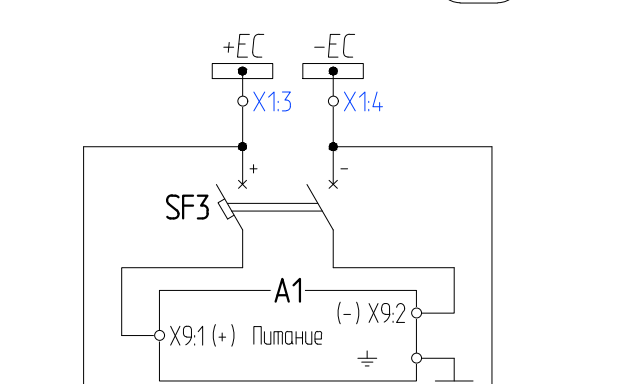 +EC -EC
X1:3 X1:4
+ -
SF3
A1
(-) X9:2
X9:1 (+) Питание